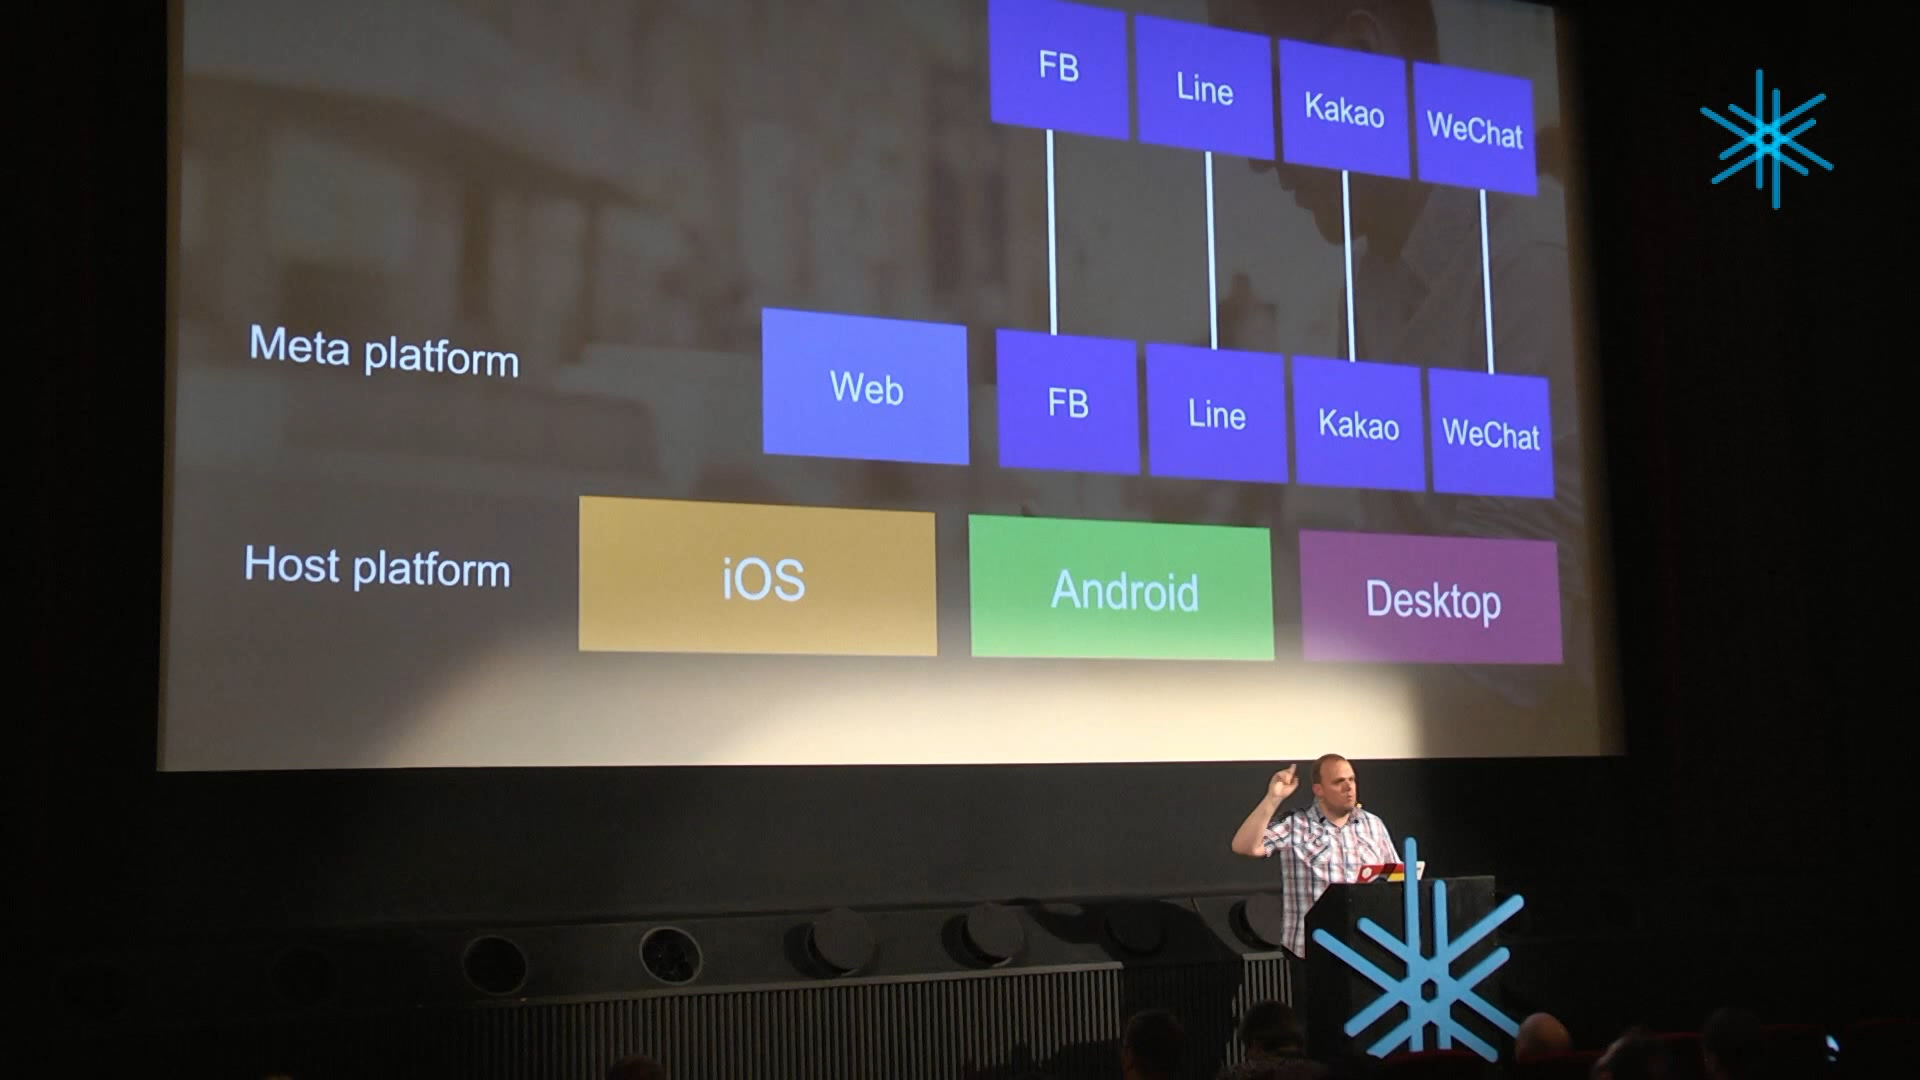 FB Line Kakao WeChat
Meta platform Web FB Line Kakao WeChat
Host platform iOS Android Desktop